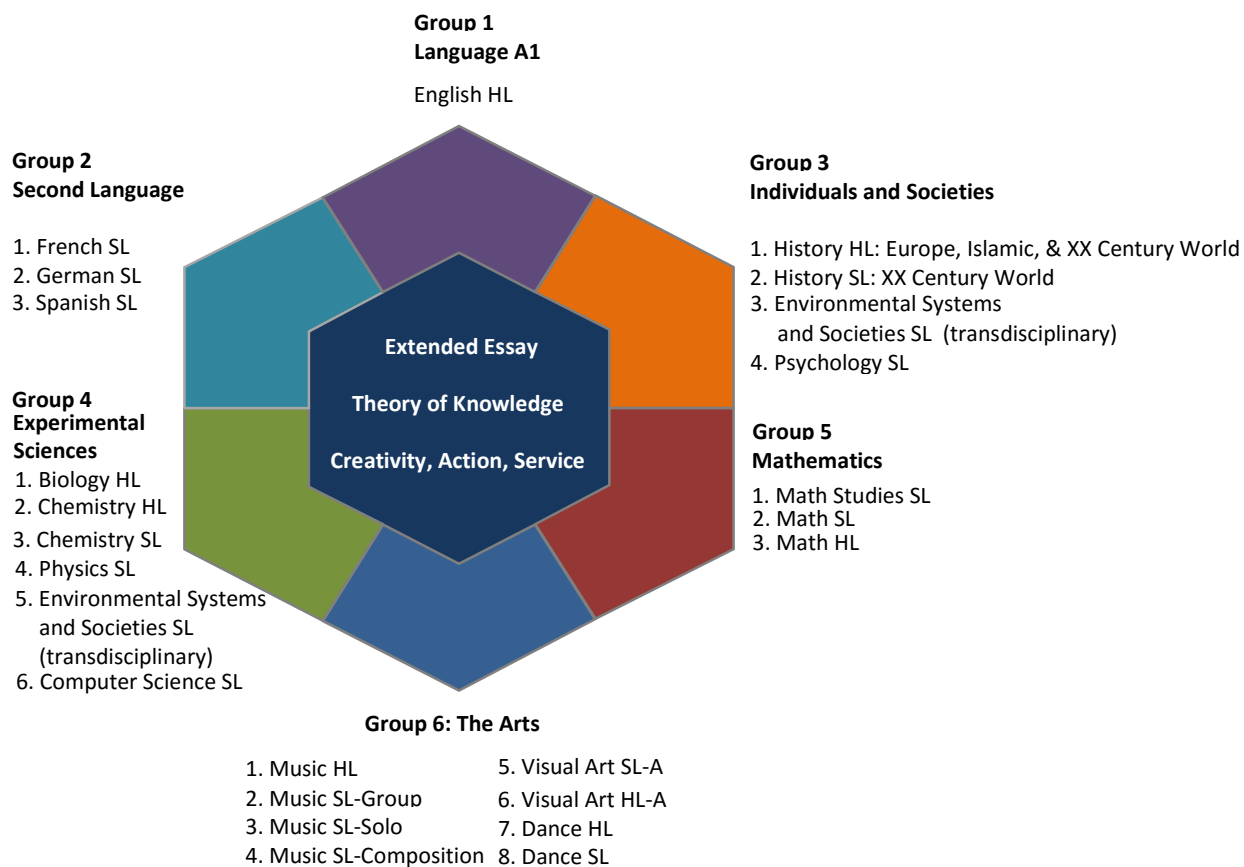 Group 1
Language A1
English HL
Group 2
Second Language
1. French SL
2. German SL
3. Spanish SL
Group 3
Individuals and Societies
1. History HL: Europe, Islamic, & XX Century World
2. History SL: XX Century World
3. Environmental Systems
and Societies SL (transdisciplinary)
4. Psychology SL
Extended Essay
Theory of Knowledge
Creativity, Action, Service
Group 4
Experimental
Sciences
1. Biology HL
2. Chemistry HL
3. Chemistry SL
4. Physics SL
5. Environmental Systems
and Societies SL
(transdisciplinary)
6. Computer Science SL
Group 5
Mathematics
1. Math Studies SL
2. Math SL
3. Math HL
Group 6: The Arts
1. Music HL
2. Music SL-Group
3. Music SL-Solo
4. Music SL-Composition
5. Visual Art SL-A
6. Visual Art HL-A
7. Dance HL
8. Dance SL